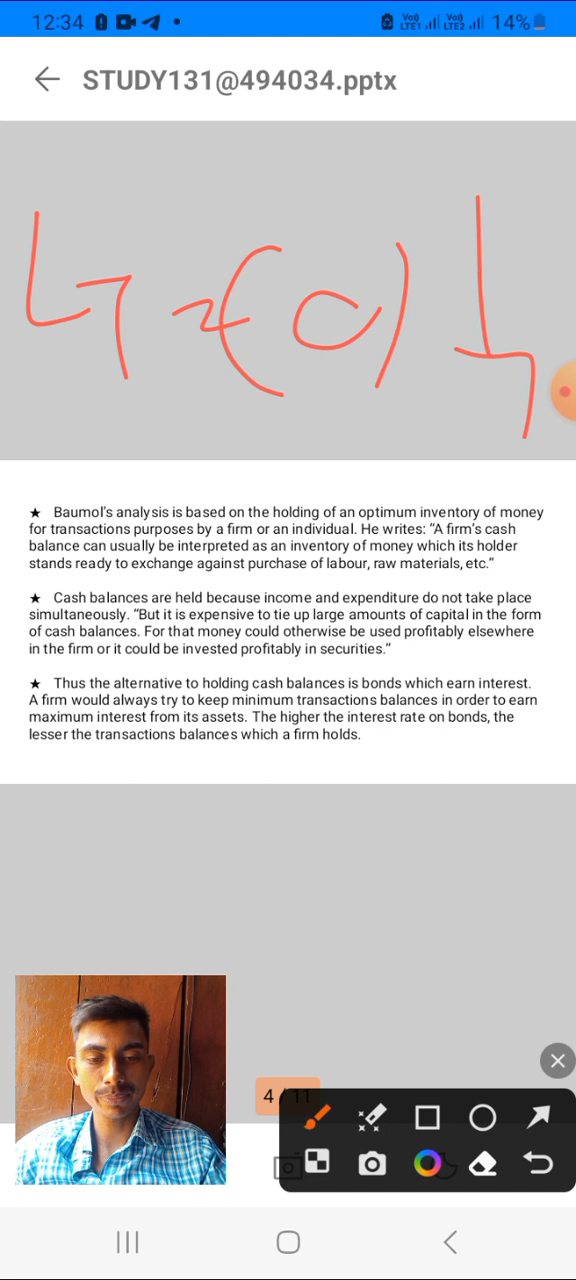 12:34 Vo)) LTE1 Vo)) LTE2 14%
STUDY131@494034.pptx
★ Baumol's analysis is based on the holding of an optimum inventory of money
for transactions purposes by a firm or an individual. He writes: “A firm's cash
balance can usually be interpreted as an inventory of money which its holder
stands ready to exchange against purchase of labour, raw materials, etc.”
★ Cash balances are held because income and expenditure do not take place
simultaneously. “But it is expensive to tie up large amounts of capital in the form
of cash balances. For that money could otherwise be used profitably elsewhere
in the firm or it could be invested profitably in securities.”
★ Thus the alternative to holding cash balances is bonds which earn interest.
A firm would always try to keep minimum transactions balances in order to earn
maximum interest from its assets. The higher the interest rate on bonds, the
lesser the transactions balances which a firm holds.
4 / 11